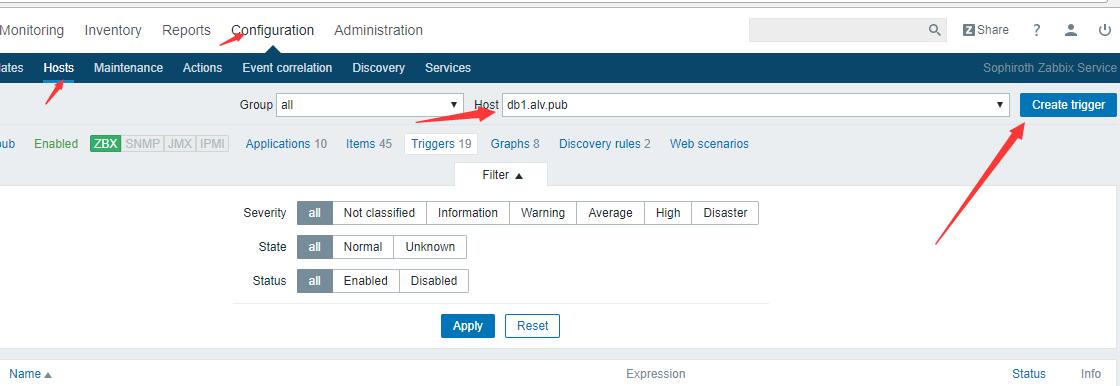 Monitoring Inventory Reports Configuration Administration Z Share ?
ates Hosts Maintenance Actions Event correlation Discovery Services Sophiroth Zabbix Service
Group all Host db1.alv.pub Create trigger
pub Enabled ZBX SNMP JMX IPMI Applications 10 Items 45 Triggers 19 Graphs 8 Discovery rules 2 Web scenarios
Filter
Severity all Not classified Information Warning Average High Disaster
State all Normal Unknown
Status all Enabled Disabled
Apply Reset
Name Expression Status Info